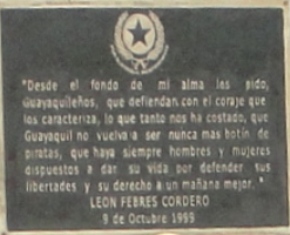 "Desde el fondo de mi alma les pido,
Guayaquileños, que defiendan con el coraje que
los caracteriza, lo que tanto nos ha costado, que
Guayaquil no vuelva a ser nunca mas botin de
piratas, que haya siempre hombres y mujeres
dispuestos a dar su vida por defender sus
libertades y su derecho a un mañana mejor. "
LEON FEBRES CORDERO
9 de Octubre 1999